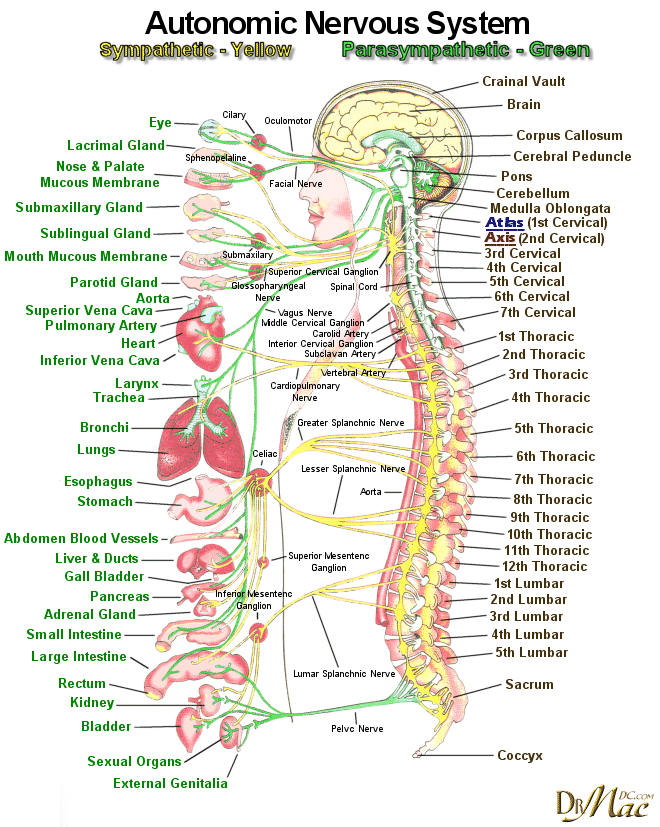 Autonomic Nervous System
Sympathetic - Yellow
Parasympathetic - Green
Eye
Lacrimal Gland
Nose & Palate
Mucous Membrane
Submaxillary Gland
Sublingual Gland
Mouth Mucous Membrane
Parotid Gland
Aorta
Superior Vena Cava
Pulmonary Artery
Heart
Inferior Vena Cava
Larynx
Trachea
Bronchi
Lungs
Esophagus
Stomach
Abdomen Blood Vessels
Liver & Ducts
Gall Bladder
Pancreas
Adrenal Gland
Small Intestine
Large Intestine
Rectum
Kidney
Bladder
Sexual Organs
External Genitalia
Cilary
Oculomotor
Sphenopelaline
Facial Nerve
Submaxilary
Superior Cervical Ganglion
Glossopharyngeal
Nerve
Spinal Cord
Vagus Nerve
Middle Cervical Ganglion
Carolid Artery
Interior Cervical Ganglion
Subclavan Artery
Vertebral Artery
Cardiopulmonary
Nerve
Greater Splanchnic Nerve
Celiac
Lesser Splanchnic Nerve
Aorta
Superior Mesentenc
Ganglion
Inferior Mesentenc
Ganglion
Lumar Splanchnic Nerve
Pelvc Nerve
Crainal Vault
Brain
Corpus Callosum
Cerebral Peduncle
Pons
Cerebellum
Medulla Oblongata
Atlas (1st Cervical)
Axis (2nd Cervical)
3rd Cervical
4th Cervical
5th Cervical
6th Cervical
7th Cervical
1st Thoracic
2nd Thoracic
3rd Thoracic
4th Thoracic
5th Thoracic
6th Thoracic
7th Thoracic
8th Thoracic
9th Thoracic
10th Thoracic
11th Thoracic
12th Thoracic
1st Lumbar
2nd Lumbar
3rd Lumbar
4th Lumbar
5th Lumbar
Sacrum
Coccyx
DrMac
DC.COM